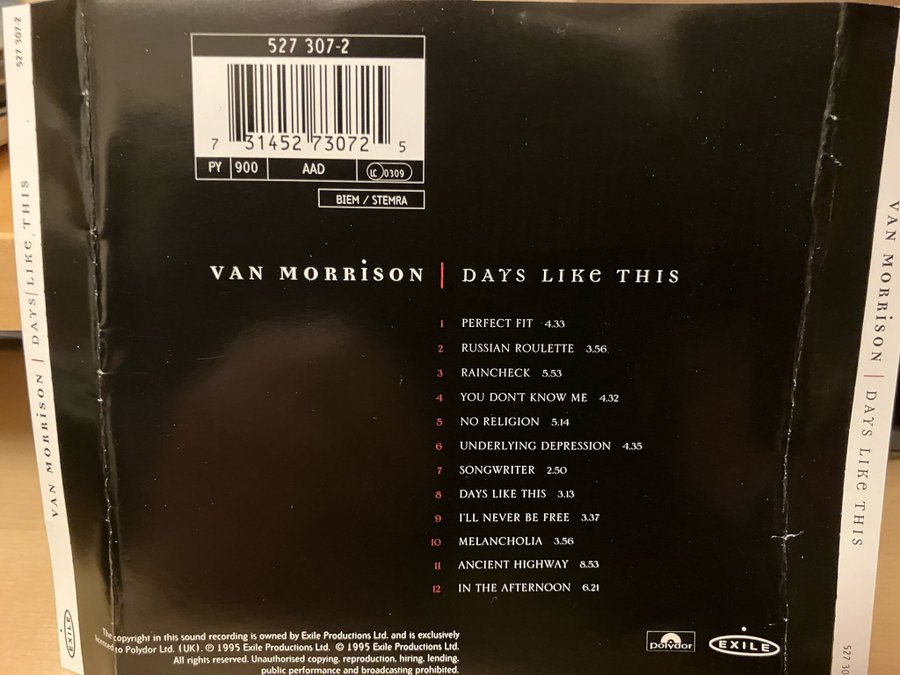 527 307-2
527 307-2
7 31452 73072 5
PY 900 AAD LC 0309
BIEM / STEMRA
VAN MORRISON | DAYS LIKE THIS
VAN MORRISON | DAYS LIKE THIS
1 PERFECT FIT 4.33
2 RUSSIAN ROULETTE 3.56
3 RAINCHECK 5.53
4 YOU DON'T KNOW ME 4.32
5 NO RELIGION 5.14
6 UNDERLYING DEPRESSION 4.35
7 SONGWRITER 2.50
8 DAYS LIKE THIS 3.13
9 I'LL NEVER BE FREE 3.37
10 MELANCHOLIA 3.56
11 ANCIENT HIGHWAY 8.53
12 IN THE AFTERNOON 6.21
VAN MORRISON | DAYS LIKE THIS
The copyright in this sound recording is owned by Exile Productions Ltd. and is exclusively
licensed to Polydor Ltd. (UK). ℗ 1995 Exile Productions Ltd. © 1995 Exile Productions Ltd.
All rights reserved. Unauthorised copying, reproduction, hiring, lending,
public performance and broadcasting prohibited.
polydor
EXILE
EXILE
527 30